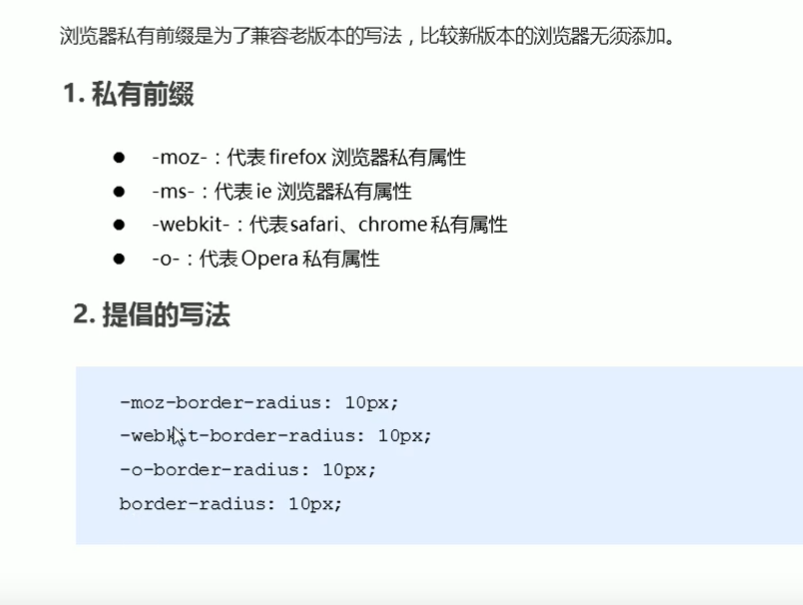 浏览器私有前缀是为了兼容老版本的写法，比较新版本的浏览器无须添加。
1. 私有前缀
● -moz-：代表 firefox 浏览器私有属性
● -ms-：代表 ie 浏览器私有属性
● -webkit-：代表 safari、chrome 私有属性
● -o-：代表 Opera 私有属性
2. 提倡的写法
-moz-border-radius: 10px;
-webkit-border-radius: 10px;
-o-border-radius: 10px;
border-radius: 10px;